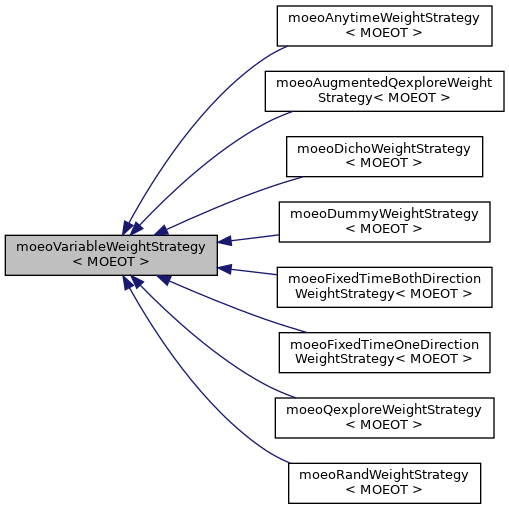 moeoAnytimeWeightStrategy
< MOEOT >
moeoAugmentedQexploreWeight
Strategy< MOEOT >
moeoDichoWeightStrategy
< MOEOT >
moeoDummyWeightStrategy
< MOEOT >
moeoVariableWeightStrategy
< MOEOT >
moeoFixedTimeBothDirection
WeightStrategy< MOEOT >
moeoFixedTimeOneDirection
WeightStrategy< MOEOT >
moeoQexploreWeightStrategy
< MOEOT >
moeoRandWeightStrategy
< MOEOT >